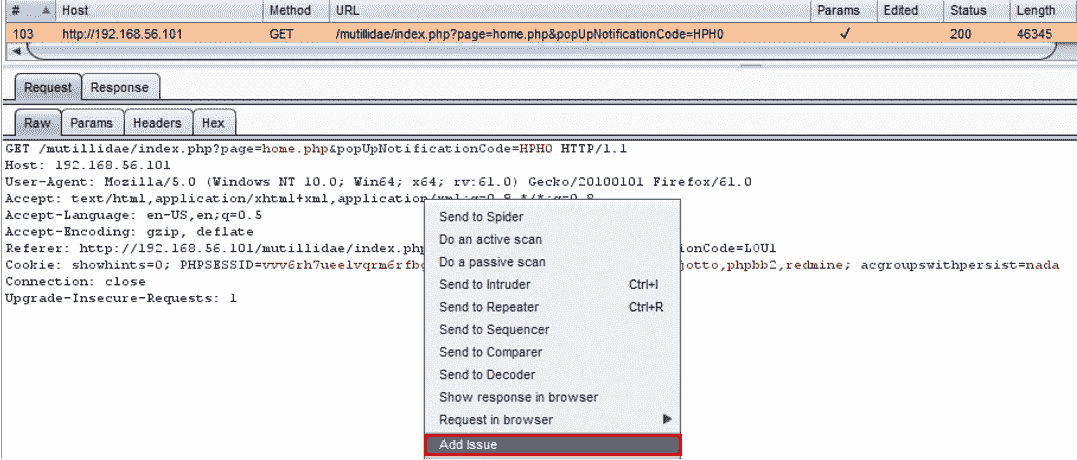 # Host Method URL Params Edited Status Length
103 http://192.168.56.101 GET /mutillidae/index.php?page=home.php&popUpNotificationCode=HPH0 ✓ 200 46345
Request Response
Raw Params Headers Hex
GET /mutillidae/index.php?page=home.php&popUpNotificationCode=HPH0 HTTP/1.1
Host: 192.168.56.101
User-Agent: Mozilla/5.0 (Windows NT 10.0; Win64; x64; rv:61.0) Gecko/20100101 Firefox/61.0
Accept: text/html,application/xhtml+xml,application/xml;q=0.9,*/*;q=0.8
Accept-Language: en-US,en;q=0.5
Accept-Encoding: gzip, deflate
Referer: http://192.168.56.101/mutillidae/index.php ionCode=LOU1
Cookie: showhints=0; PHPSESSID=vvv6rh7ueelvqrm6rfbg jotto,phpbb2,redmine; acgroupswithpersist=nada
Connection: close
Upgrade-Insecure-Requests: 1
Send to Spider
Do an active scan
Do a passive scan
Send to Intruder Ctrl+I
Send to Repeater Ctrl+R
Send to Sequencer
Send to Comparer
Send to Decoder
Show response in browser
Request in browser
Add Issue